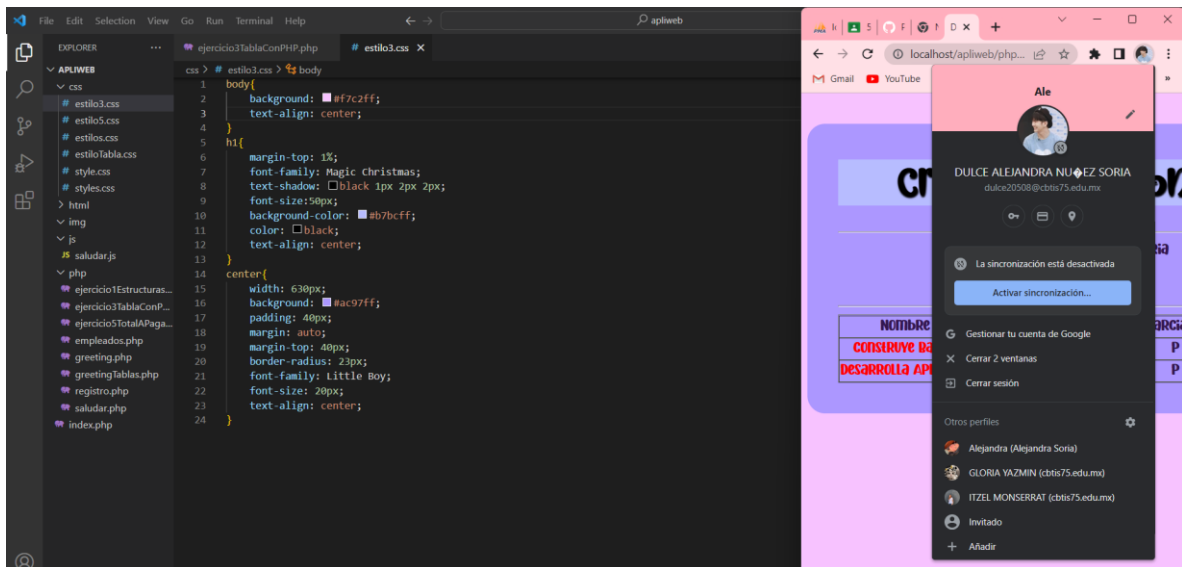 File Edit Selection View Go Run Terminal Help
apliweb
EXPLORER
APLIWEB
css
# estilo3.css
# estilo5.css
# estilos.css
# estiloTabla.css
# style.css
# styles.css
html
img
js
JS saludar.js
php
ejercicio1Estructuras...
ejercicio3TablaConP...
ejercicio5TotalAPaga...
empleados.php
greeting.php
greetingTablas.php
registro.php
saludar.php
index.php
ejercicio3TablaConPHP.php # estilo3.css
css > # estilo3.css > body
1 body{
2 background: #f7c2ff;
3 text-align: center;
4 }
5 h1{
6 margin-top: 1%;
7 font-family: Magic Christmas;
8 text-shadow: black 1px 2px 2px;
9 font-size:50px;
10 background-color: #b7bcff;
11 color: black;
12 text-align: center;
13 }
14 center{
15 width: 630px;
16 background: #ac97ff;
17 padding: 40px;
18 margin: auto;
19 margin-top: 40px;
20 border-radius: 23px;
21 font-family: Little Boy;
22 font-size: 20px;
23 text-align: center;
24 }
localhost/apliweb/php...
Gmail YouTube
Ale
DULCE ALEJANDRA NU�EZ SORIA
dulce20508@cbtis75.edu.mx
La sincronización está desactivada
Activar sincronización...
Gestionar tu cuenta de Google
Cerrar 2 ventanas
Cerrar sesión
Otros perfiles
Alejandra (Alejandra Soria)
GLORIA YAZMIN (cbtis75.edu.mx)
ITZEL MONSERRAT (cbtis75.edu.mx)
Invitado
Añadir
Nombre
Construye Ba
P
Desarrolla Apl
P